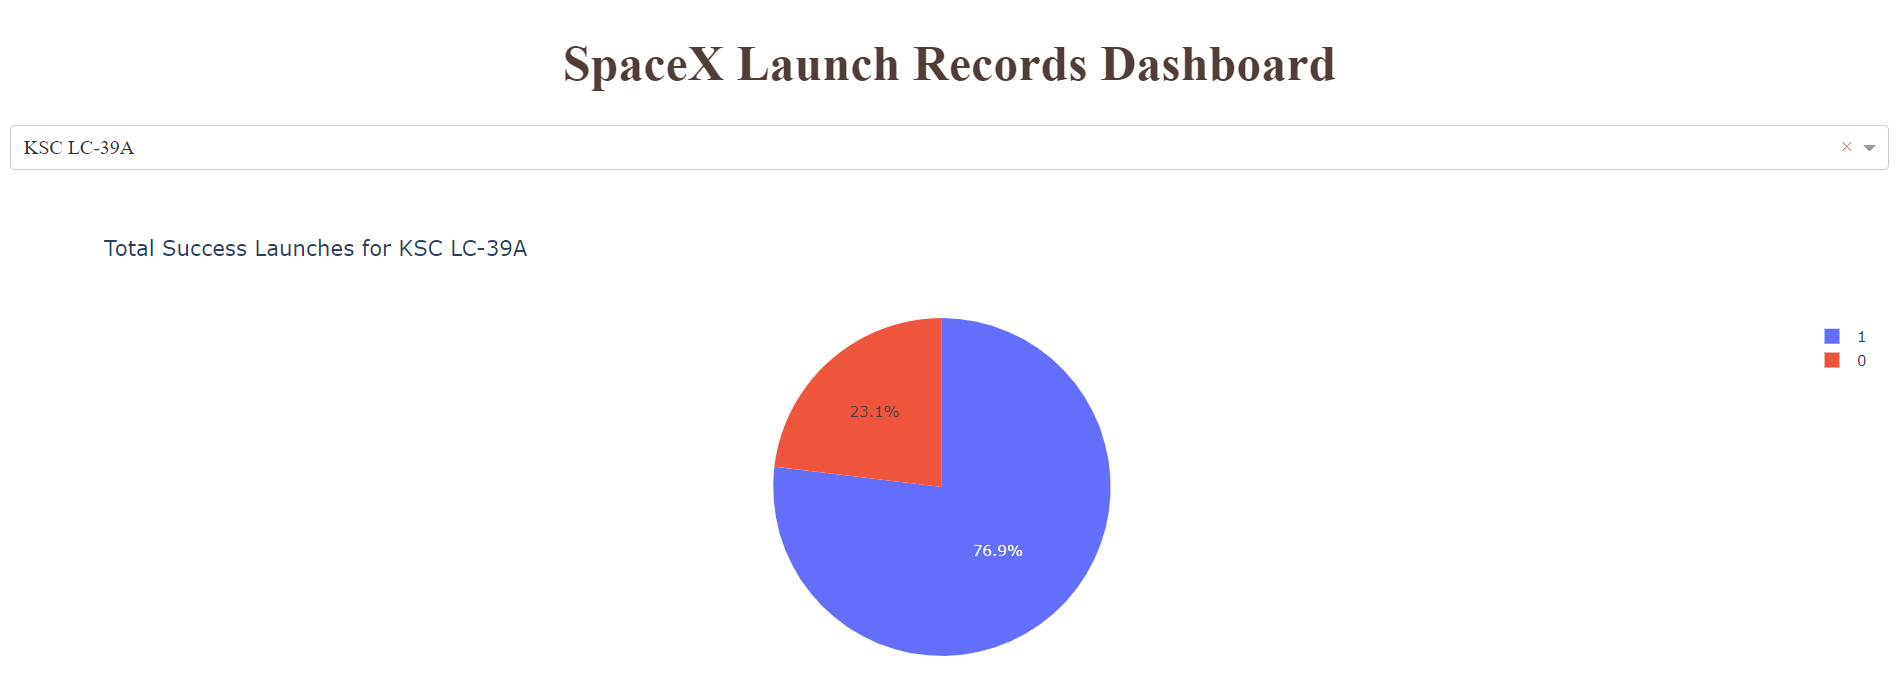 SpaceX Launch Records Dashboard
KSC LC-39A
×
Total Success Launches for KSC LC-39A
1
0
23.1%
76.9%